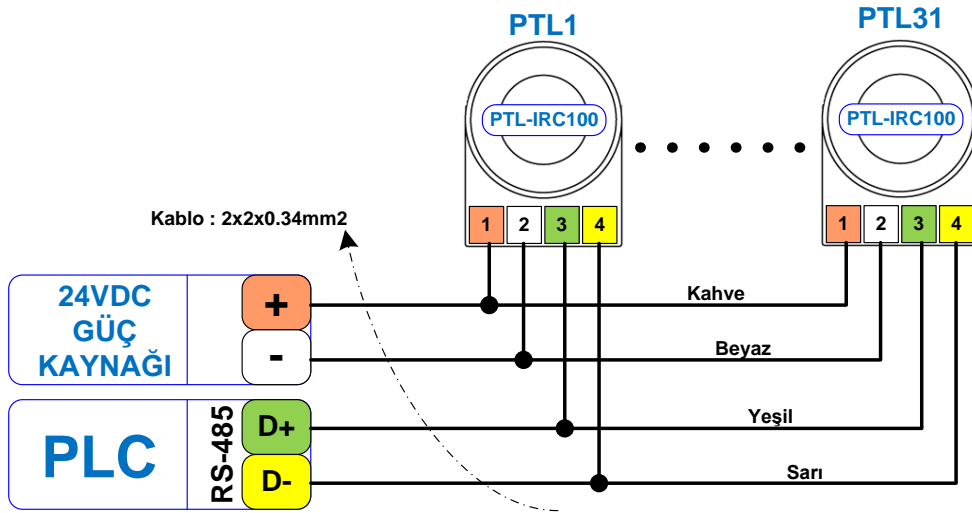 PTL1
PTL31
PTL-IRC100
PTL-IRC100
1 2 3 4
1 2 3 4
Kablo : 2x2x0.34mm2
24VDC
GÜÇ
KAYNAĞI
+
-
Kahve
Beyaz
PLC
RS-485
D+
D-
Yeşil
Sarı